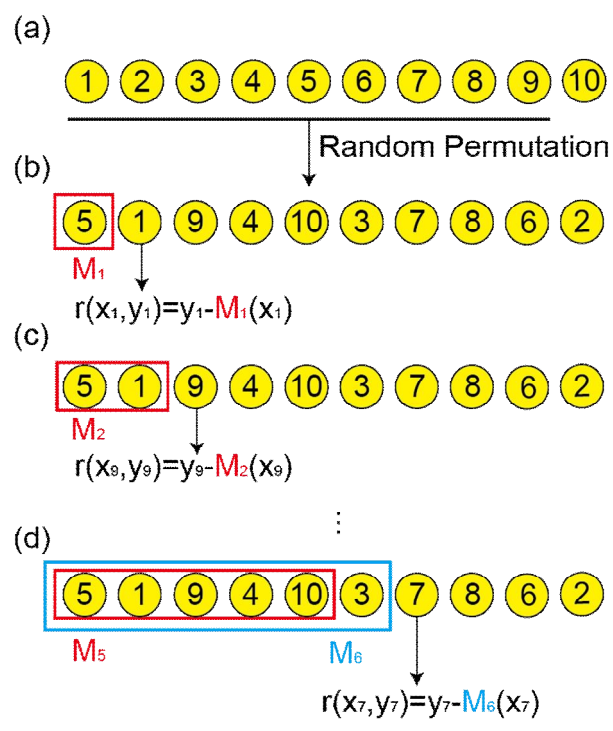 (a)
1 2 3 4 5 6 7 8 9 10
Random Permutation
(b)
5 1 9 4 10 3 7 8 6 2
M₁
r(x₁,y₁)=y₁-M₁(x₁)
(c)
5 1 9 4 10 3 7 8 6 2
M₂
r(x₉,y₉)=y₉-M₂(x₉)
⋮
(d)
5 1 9 4 10 3 7 8 6 2
M₅ M₆
r(x₇,y₇)=y₇-M₆(x₇)